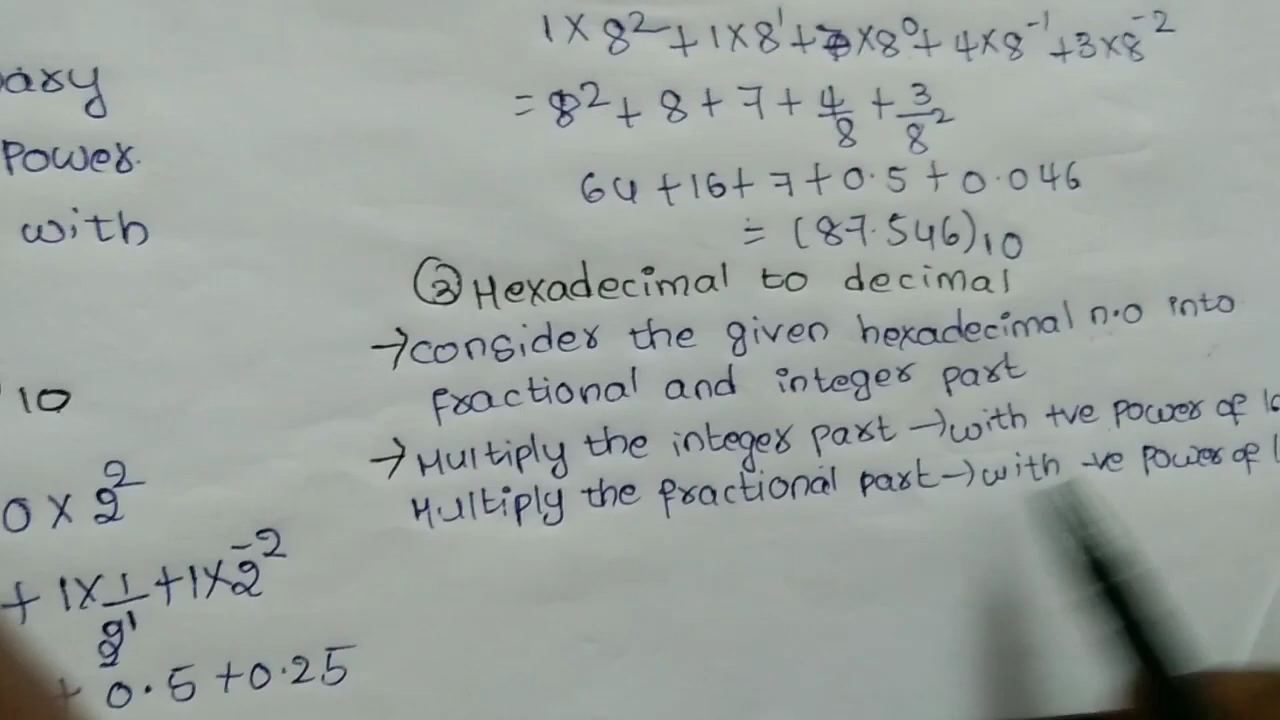 1 × 8² + 1 × 8¹ + 7 × 8⁰ + 4 × 8⁻¹ + 3 × 8⁻²
= 8² + 8 + 7 + 4/8 + 3/8²
64 + 16 + 7 + 0.5 + 0.046
= (87.546)10
③ Hexadecimal to decimal
→ consider the given hexadecimal n.o into
fractional and integer part
→ Multiply the integer part → with +ve power of
Multiply the fractional part → with -ve power of
Power.
with
10
0 × 2²
+ 1 × 1/2¹ + 1 × 2⁻²
+ 0.5 + 0.25